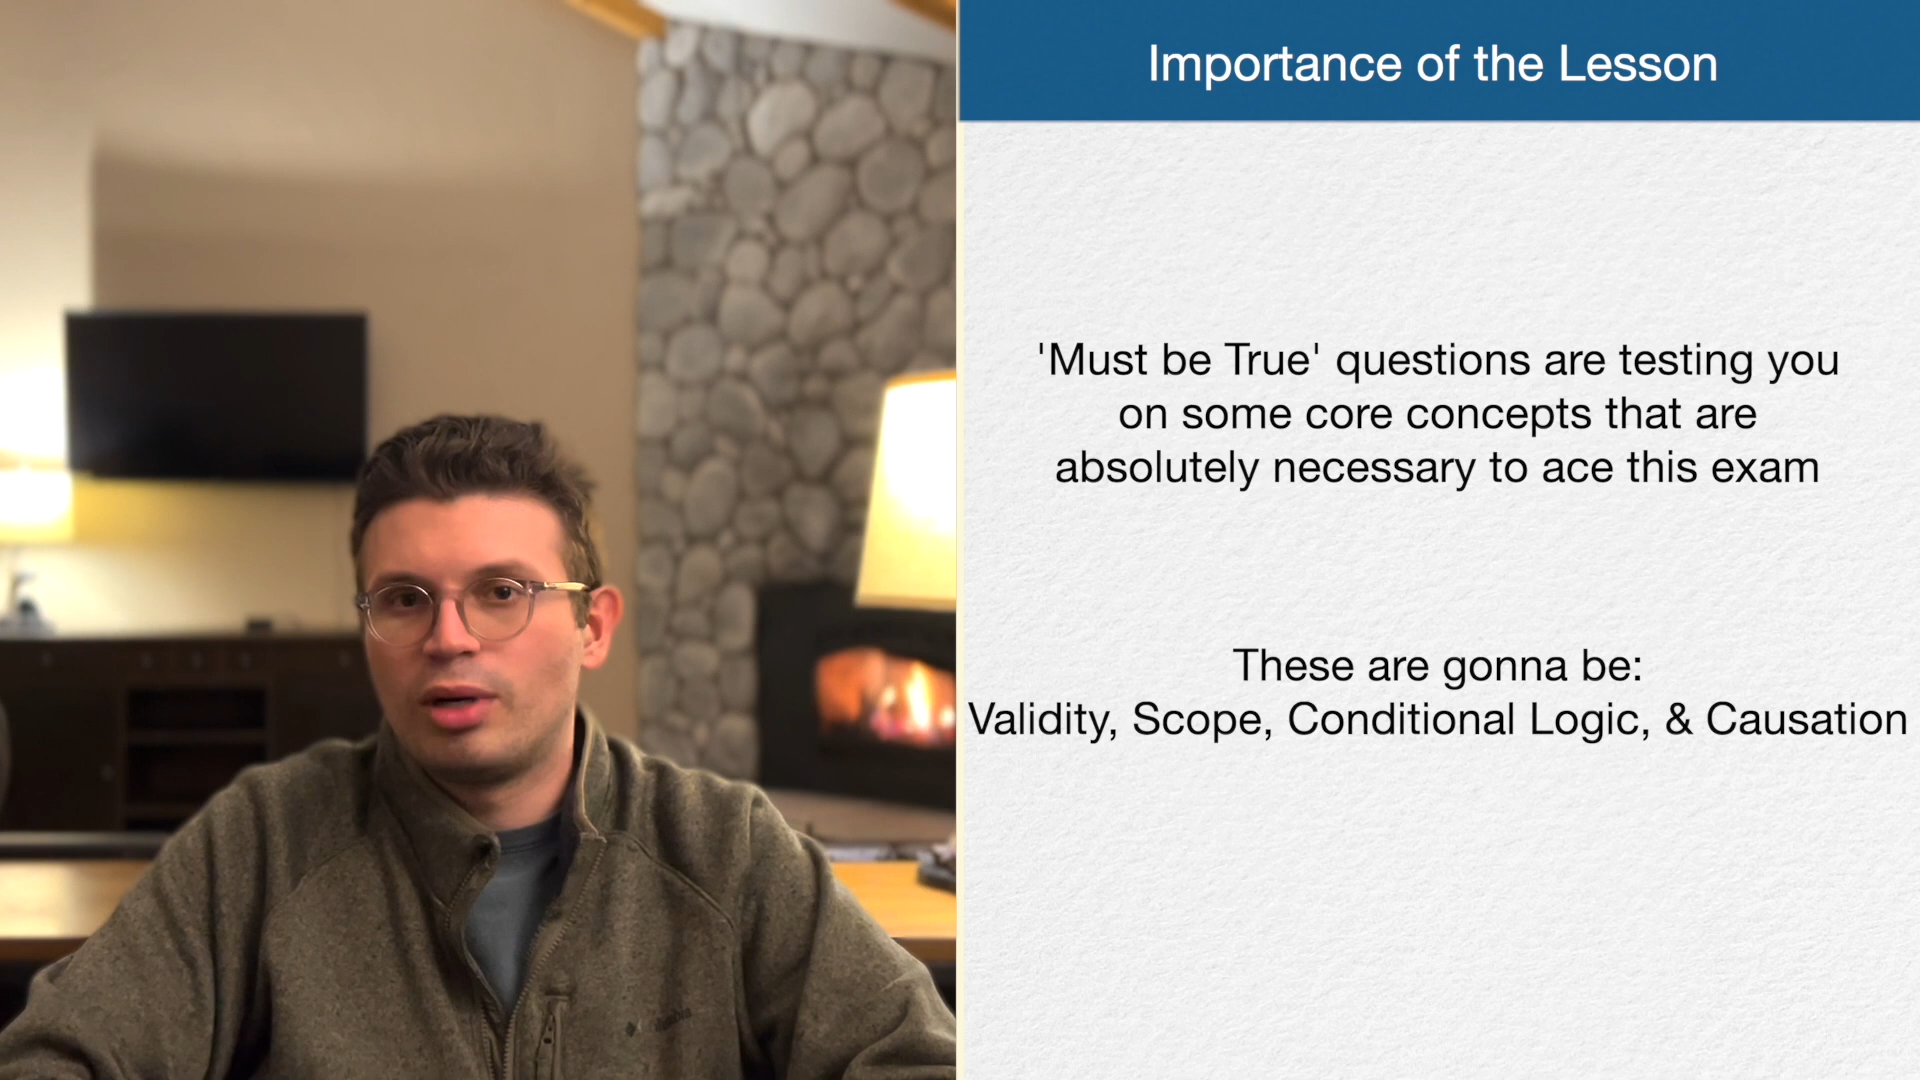 Importance of the Lesson
'Must be True' questions are testing you
on some core concepts that are
absolutely necessary to ace this exam
These are gonna be:
Validity, Scope, Conditional Logic, & Causation
Columbia